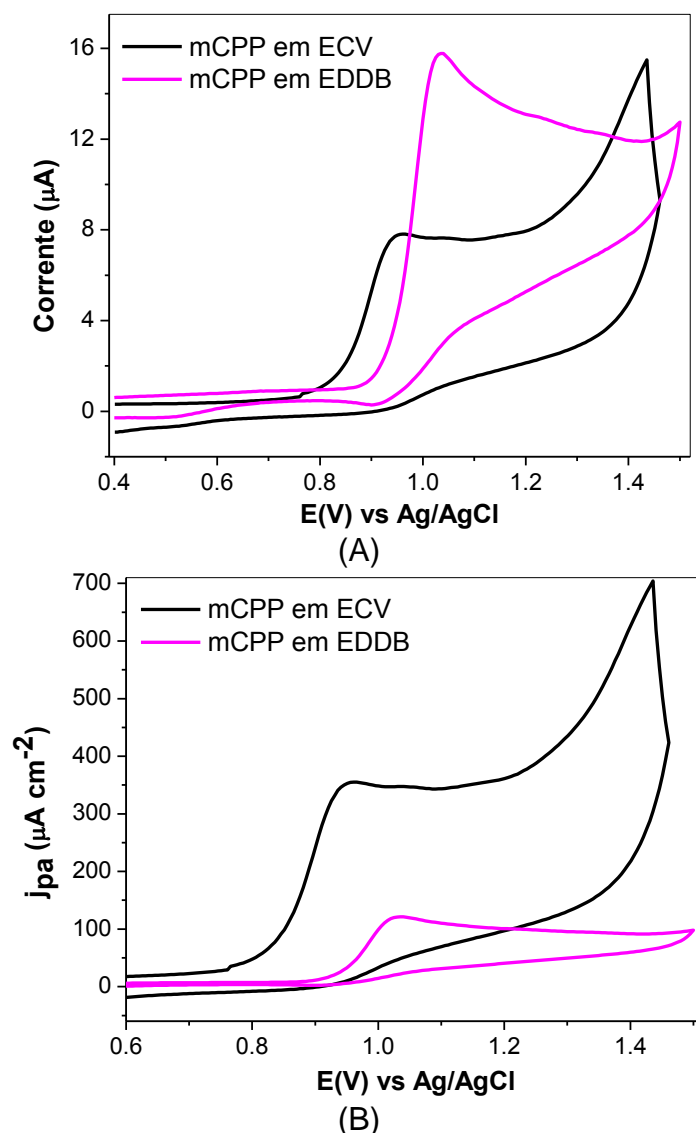 mCPP em ECV
mCPP em EDDB
16
12
8
4
0
Corrente (μA)
0.4 0.6 0.8 1.0 1.2 1.4
E(V) vs Ag/AgCl
(A)
mCPP em ECV
mCPP em EDDB
700
600
500
400
300
200
100
0
jpa (μA cm⁻²)
0.6 0.8 1.0 1.2 1.4
E(V) vs Ag/AgCl
(B)